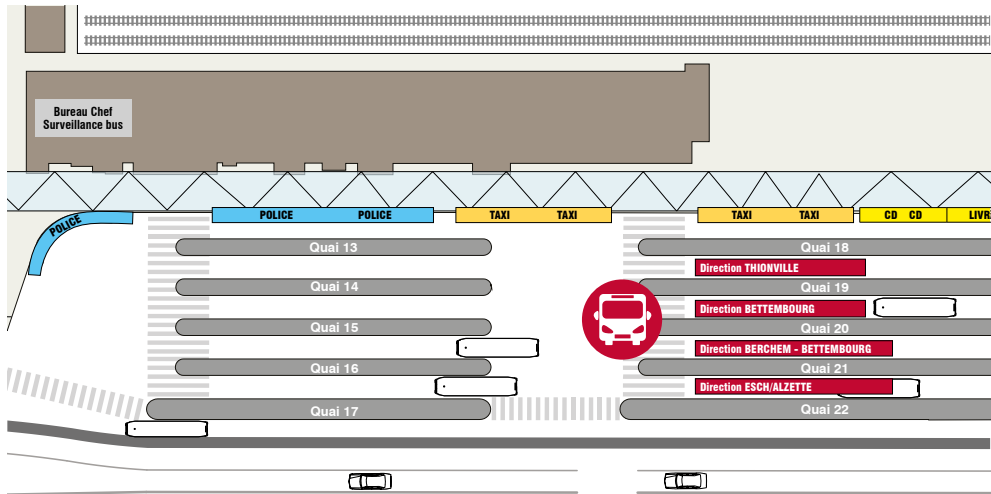 Bureau Chef
Surveillance bus
POLICE
POLICE POLICE
TAXI TAXI
TAXI TAXI
CD CD
LIVR
Quai 13
Quai 18
Direction THIONVILLE
Quai 14
Quai 19
Direction BETTEMBOURG
Quai 15
Quai 20
Direction BERCHEM - BETTEMBOURG
Quai 16
Quai 21
Direction ESCH/ALZETTE
Quai 17
Quai 22